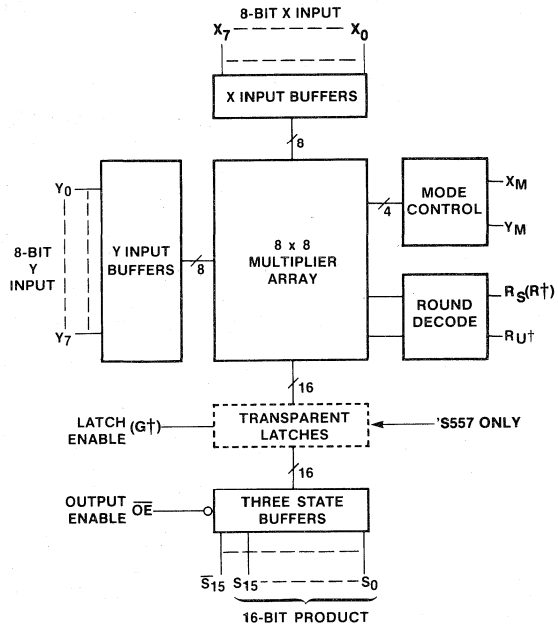 8-BIT X INPUT
X7 X0
X INPUT BUFFERS
8
Y0
8-BIT
Y
INPUT
Y7
Y INPUT
BUFFERS
8
8 x 8
MULTIPLIER
ARRAY
4
MODE
CONTROL
XM
YM
ROUND
DECODE
RS(R†)
RU†
16
LATCH
ENABLE (G†)
TRANSPARENT
LATCHES
'S557 ONLY
16
OUTPUT
ENABLE O̅E̅
THREE STATE
BUFFERS
S̅15 S15 S0
16-BIT PRODUCT